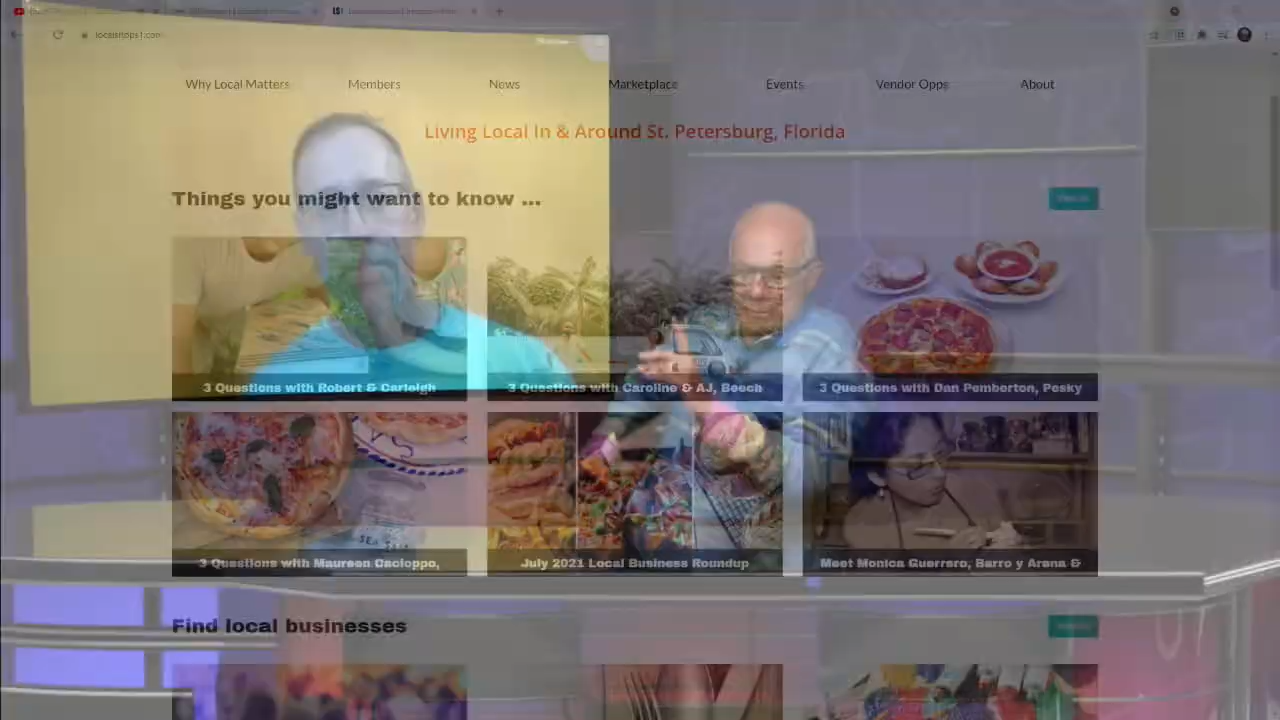 localshops1.com
Why Local Matters Members News Marketplace Events Vendor Opps About
Living Local In & Around St. Petersburg, Florida
Things you might want to know ...
3 Questions with Robert & Carleigh
3 Questions with Caroline & AJ, Beech
3 Questions with Dan Pemberton, Pesky
3 Questions with Maureen Cacioppo,
July 2021 Local Business Roundup
Meet Monica Guerrero, Barro y Arena &
Find local businesses